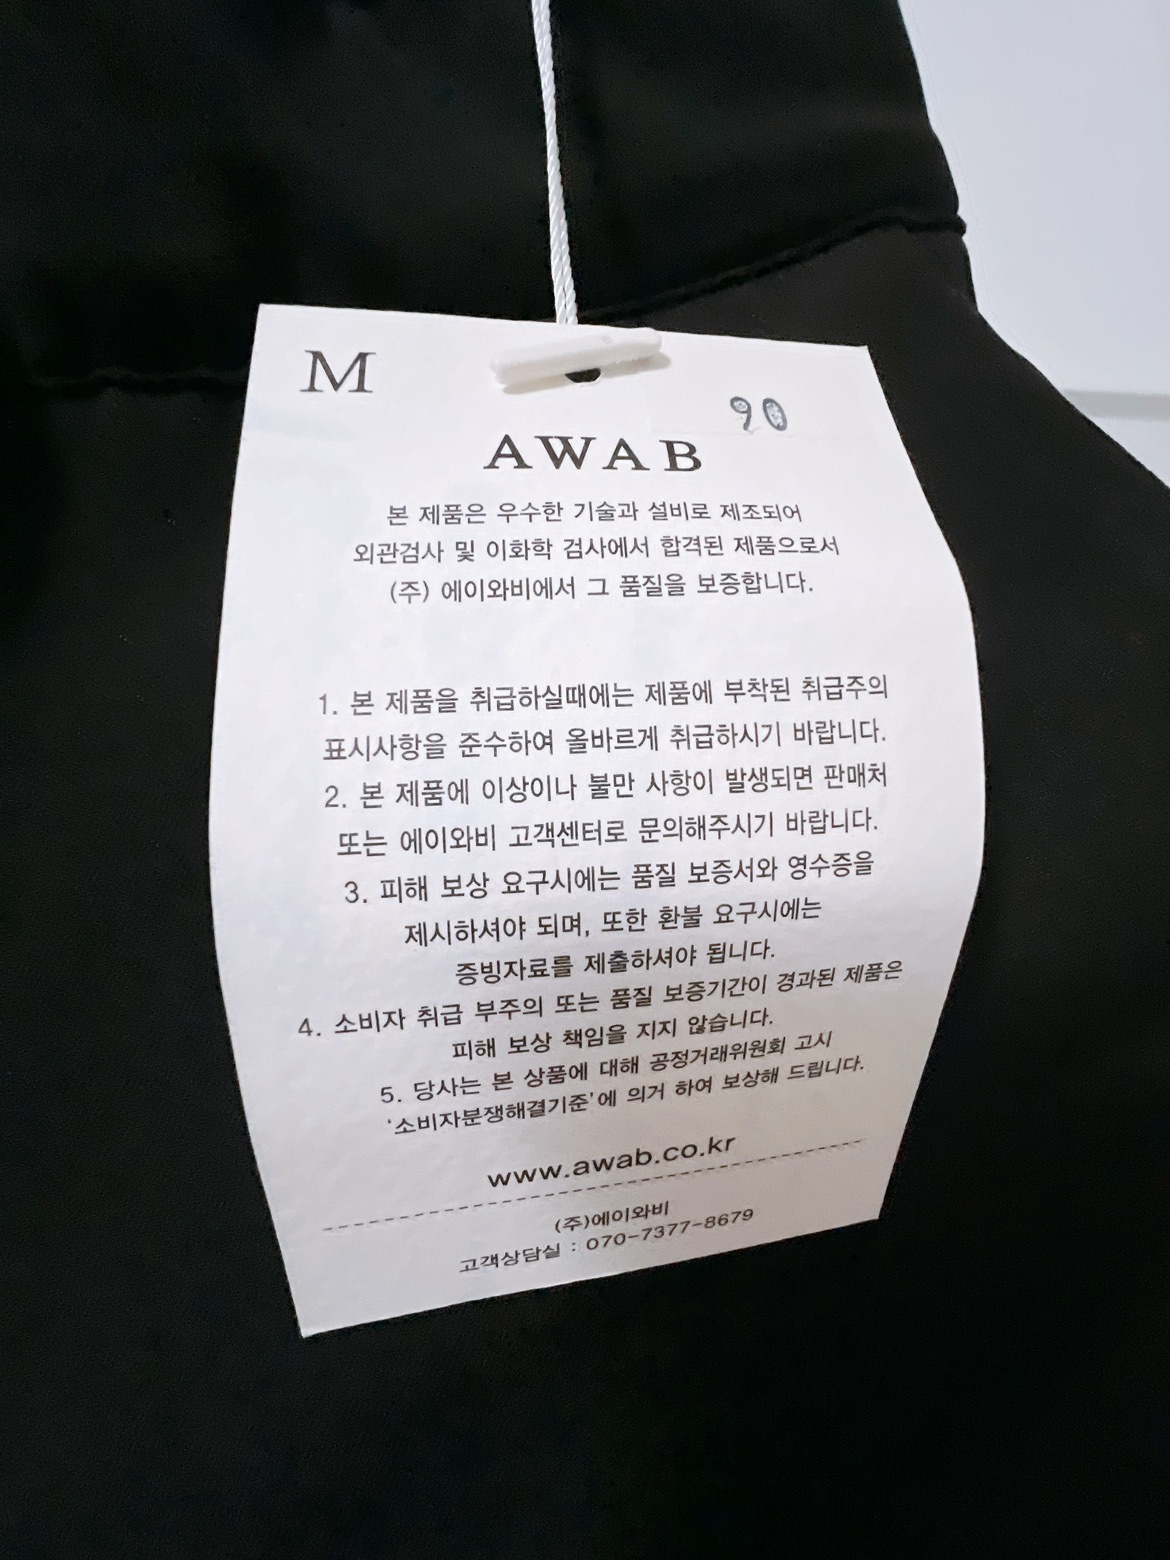 M
90
AWAB
본 제품은 우수한 기술과 설비로 제조되어
외관검사 및 이화학 검사에서 합격된 제품으로서
(주) 에이와비에서 그 품질을 보증합니다.
1. 본 제품을 취급하실때에는 제품에 부착된 취급주의
표시사항을 준수하여 올바르게 취급하시기 바랍니다.
2. 본 제품에 이상이나 불만 사항이 발생되면 판매처
또는 에이와비 고객센터로 문의해주시기 바랍니다.
3. 피해 보상 요구시에는 품질 보증서와 영수증을
제시하셔야 되며, 또한 환불 요구시에는
증빙자료를 제출하셔야 됩니다.
4. 소비자 취급 부주의 또는 품질 보증기간이 경과된 제품은
피해 보상 책임을 지지 않습니다.
5. 당사는 본 상품에 대해 공정거래위원회 고시
'소비자분쟁해결기준'에 의거 하여 보상해 드립니다.
www.awab.co.kr
(주)에이와비
고객상담실 : 070-7377-8679